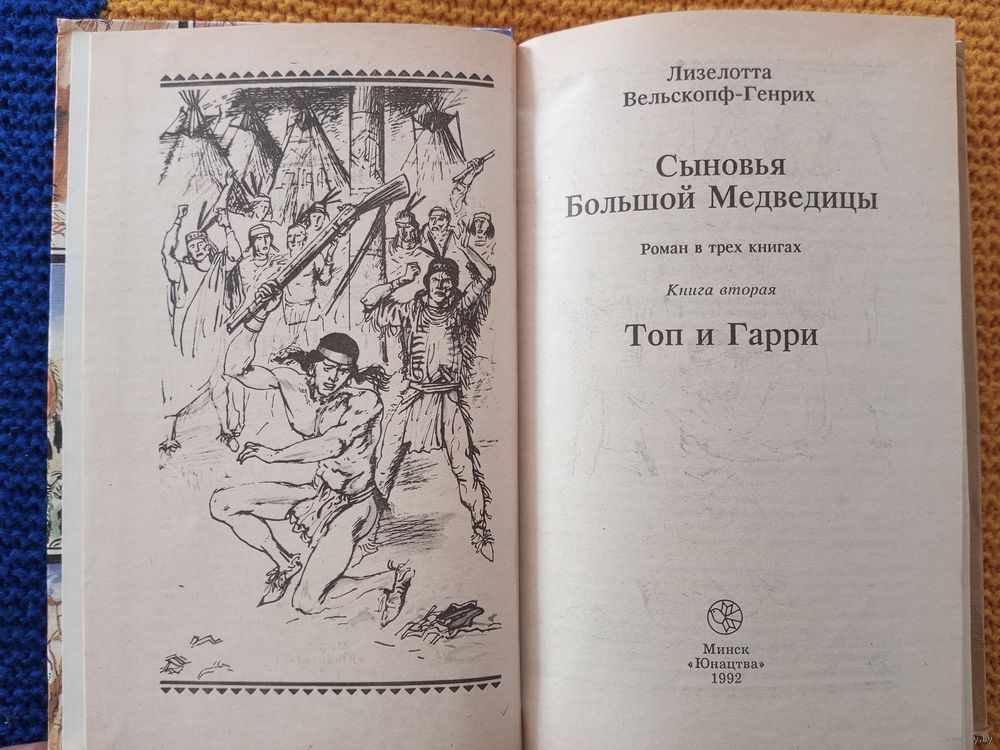 Лизелотта
Вельскопф-Генрих
Сыновья
Большой Медведицы
Роман в трех книгах
Книга вторая
Топ и Гарри
Минск
«Юнацтва»
1992